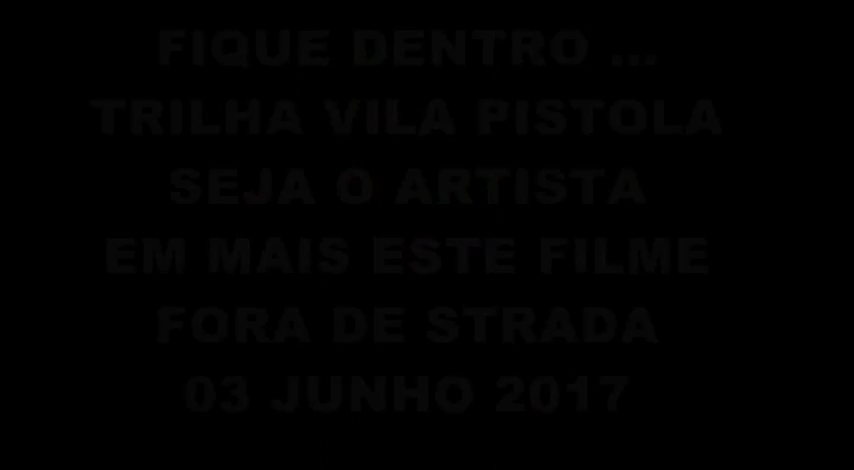 FIQUE DENTRO ...
TRILHA VILA PISTOLA
SEJA O ARTISTA
EM MAIS ESTE FILME
FORA DE STRADA
03 JUNHO 2017